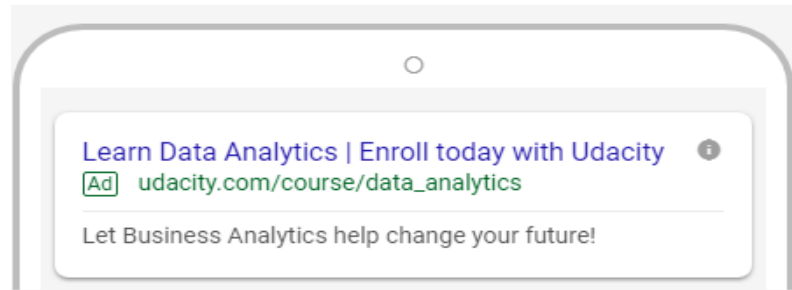 Learn Data Analytics | Enroll today with Udacity
Ad udacity.com/course/data_analytics
Let Business Analytics help change your future!